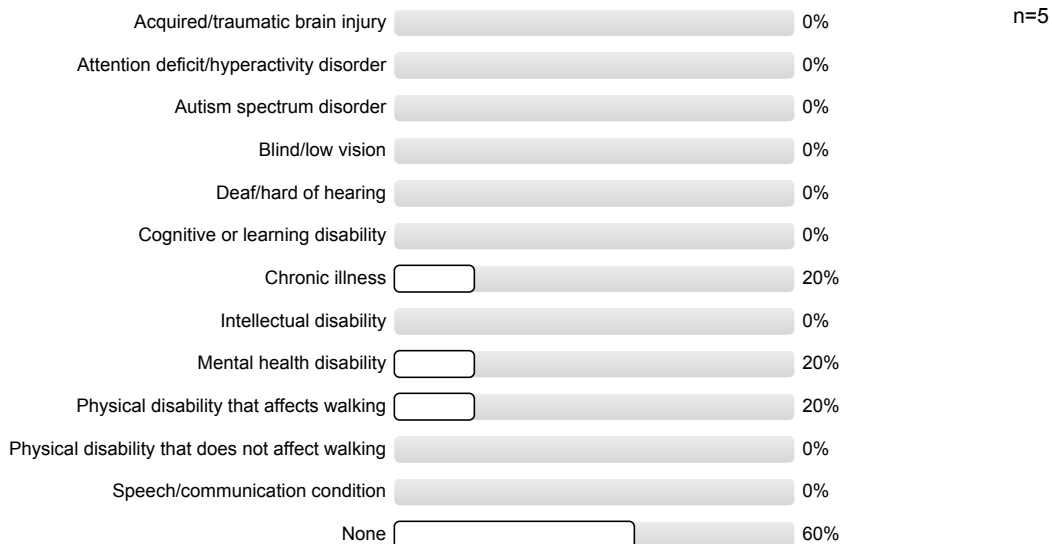 Acquired/traumatic brain injury 0% n=5
Attention deficit/hyperactivity disorder 0%
Autism spectrum disorder 0%
Blind/low vision 0%
Deaf/hard of hearing 0%
Cognitive or learning disability 0%
Chronic illness 20%
Intellectual disability 0%
Mental health disability 20%
Physical disability that affects walking 20%
Physical disability that does not affect walking 0%
Speech/communication condition 0%
None 60%